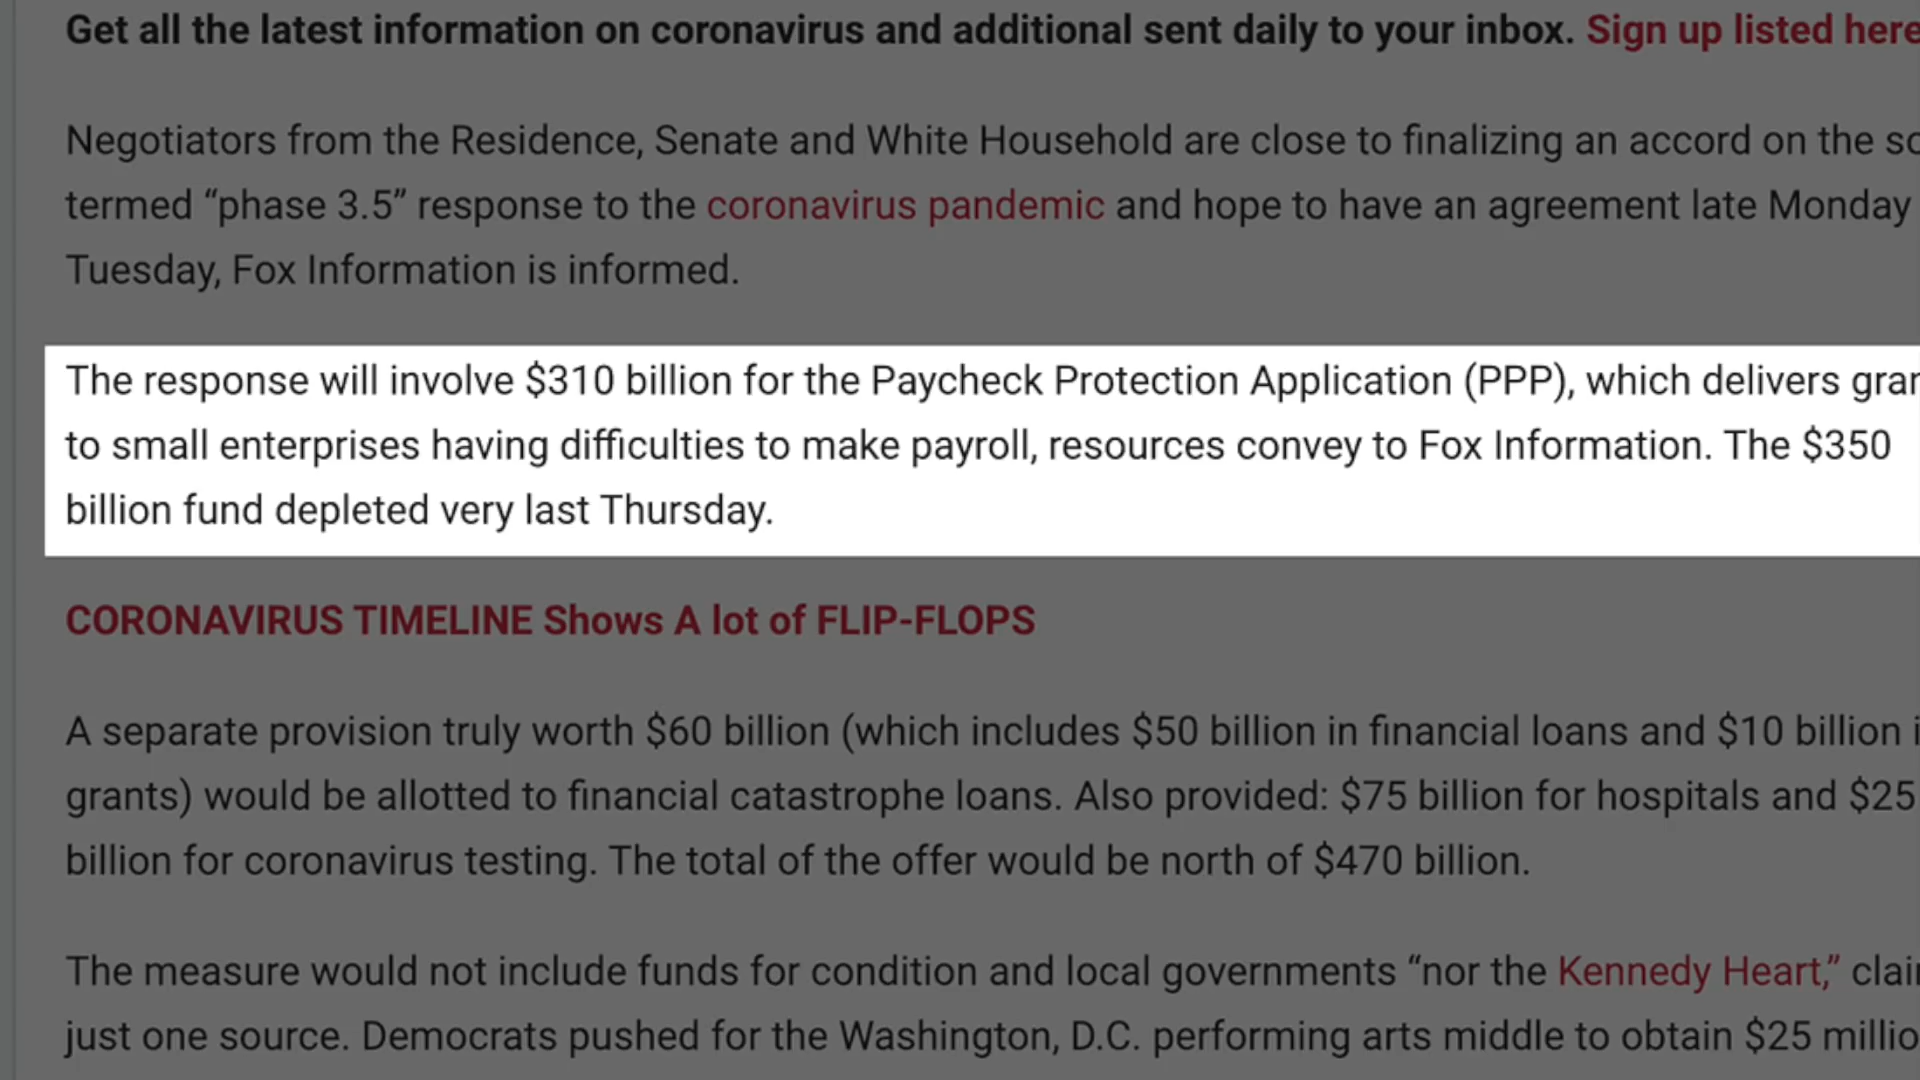 Get all the latest information on coronavirus and additional sent daily to your inbox. Sign up listed here
Negotiators from the Residence, Senate and White Household are close to finalizing an accord on the
termed “phase 3.5” response to the coronavirus pandemic and hope to have an agreement late Monday
Tuesday, Fox Information is informed.
The response will involve $310 billion for the Paycheck Protection Application (PPP), which delivers
to small enterprises having difficulties to make payroll, resources convey to Fox Information. The $350
billion fund depleted very last Thursday.
CORONAVIRUS TIMELINE Shows A lot of FLIP-FLOPS
A separate provision truly worth $60 billion (which includes $50 billion in financial loans and $10 billion
grants) would be allotted to financial catastrophe loans. Also provided: $75 billion for hospitals and $25
billion for coronavirus testing. The total of the offer would be north of $470 billion.
The measure would not include funds for condition and local governments “nor the Kennedy Heart,”
just one source. Democrats pushed for the Washington, D.C. performing arts middle to obtain $25